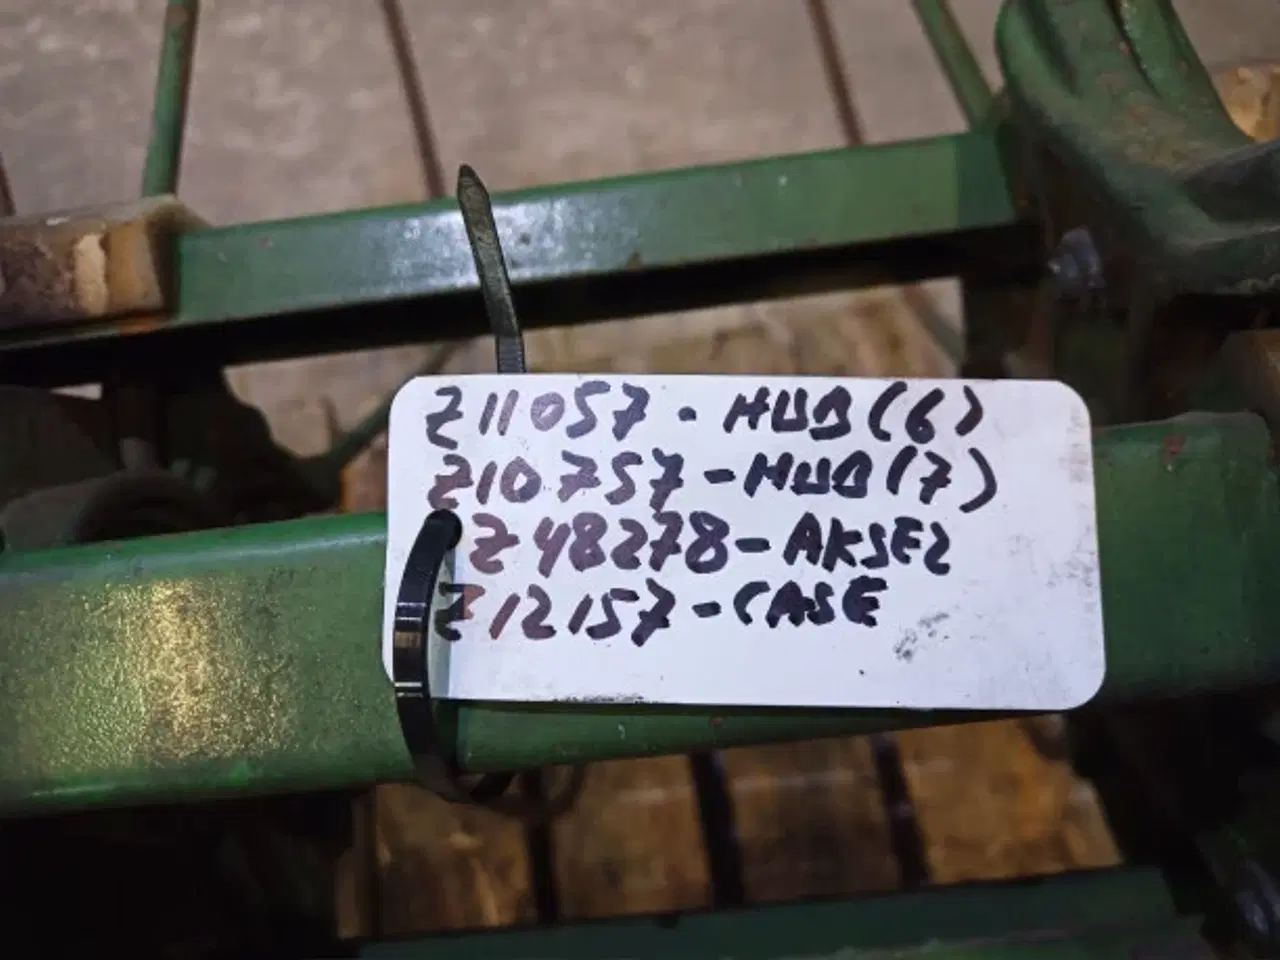 Z11057 - HUB (6)
Z10757 - HUB (7)
Z48278 - AKSEL
Z12157 - CASE